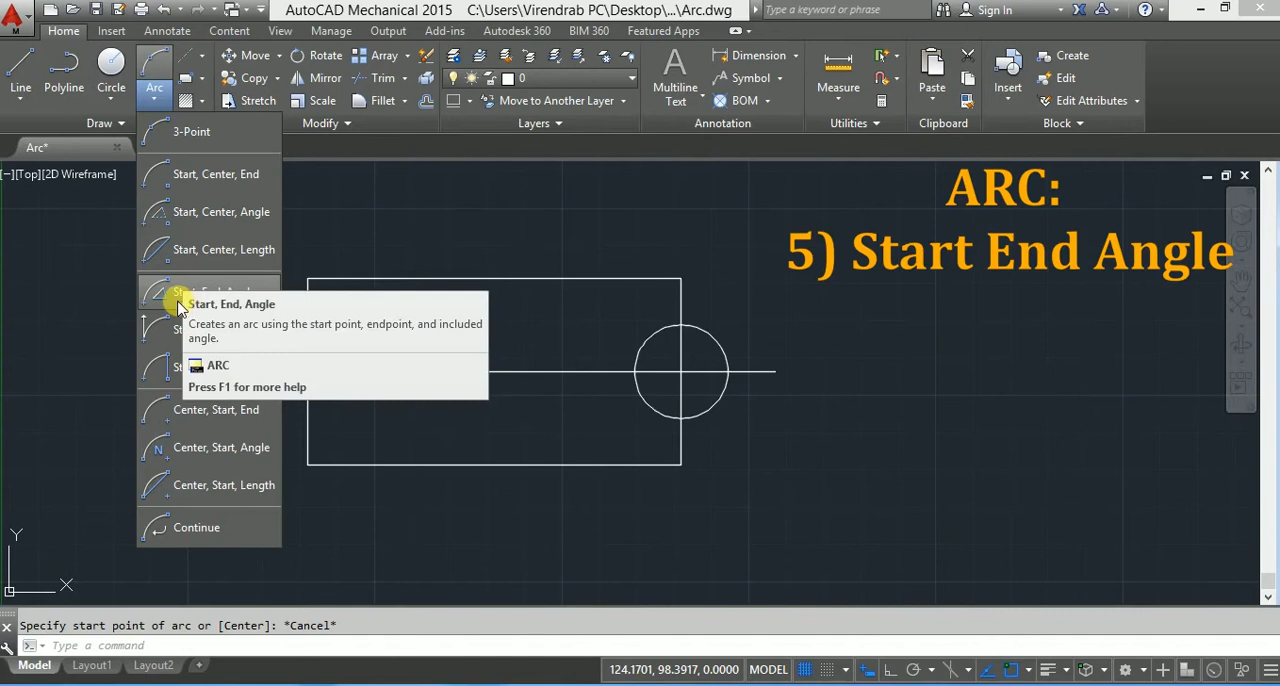 AutoCAD Mechanical 2015 C:\Users\Virendrab PC\Desktop\...\Arc.dwg
Type a keyword or phrase
Sign In
Home Insert Annotate Parametric Content View Manage Output Add-ins Autodesk 360 BIM 360 Featured Apps
Line
Polyline
Circle
Arc
Draw
Move
Rotate
Array
Copy
Mirror
Trim
Stretch
Scale
Fillet
Modify
0
Move to Another Layer
Layers
Multiline
Text
Dimension
Symbol
BOM
Annotation
Measure
Utilities
Paste
Clipboard
Insert
Create
Edit
Edit Attributes
Block
Arc*
[−][Top][2D Wireframe]
3-Point
Start, Center, End
Start, Center, Angle
Start, Center, Length
Start, End, Angle
Creates an arc using the start point, endpoint, and included
angle.
ARC
Press F1 for more help
Center, Start, End
Center, Start, Angle
Center, Start, Length
Continue
ARC:
5) Start End Angle
Y
X
Specify start point of arc or [Center]: *Cancel*
Type a command
Model Layout1 Layout2 +
124.1701, 98.3917, 0.0000 MODEL